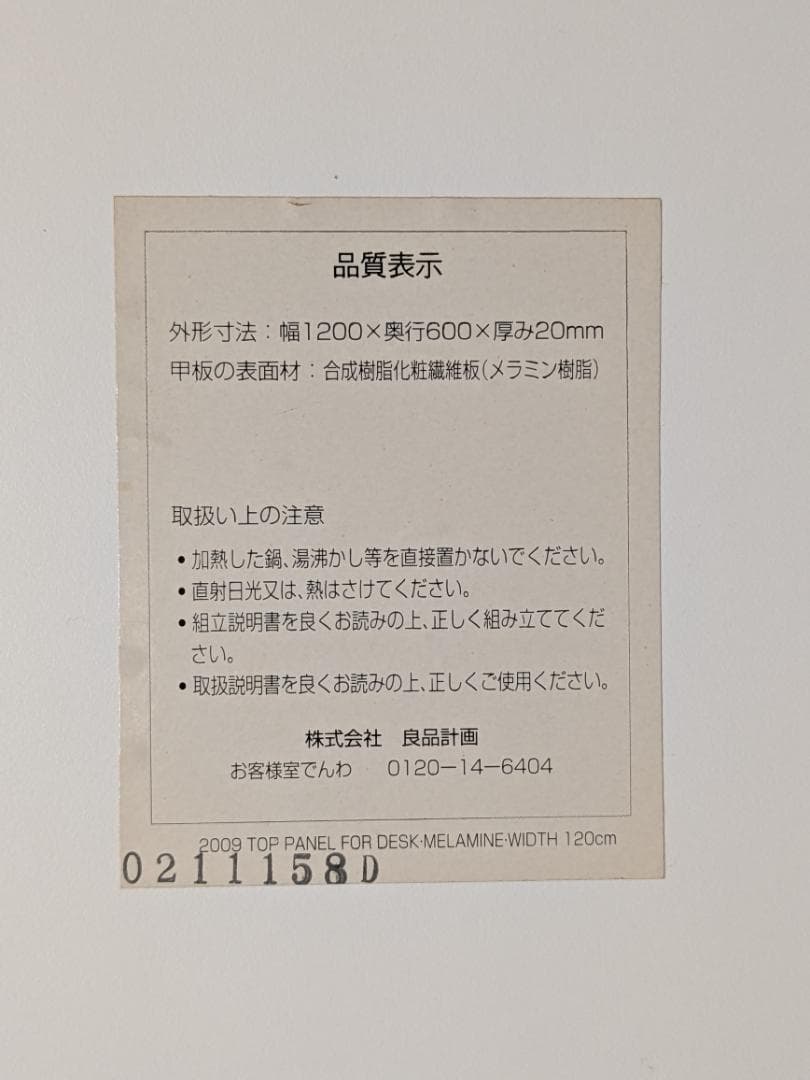 品質表示
外形寸法：幅1200×奥行600×厚み20mm
甲板の表面材：合成樹脂化粧繊維板(メラミン樹脂)
取扱い上の注意
•加熱した鍋、湯沸かし等を直接置かないでください。
•直射日光又は、熱はさけてください。
•組立説明書を良くお読みの上、正しく組み立ててくだ
さい。
•取扱説明書を良くお読みの上、正しくご使用ください。
株式会社　良品計画
お客様室でんわ　0120−14−6404
2009 TOP PANEL FOR DESK·MELAMINE·WIDTH 120cm
0211158D